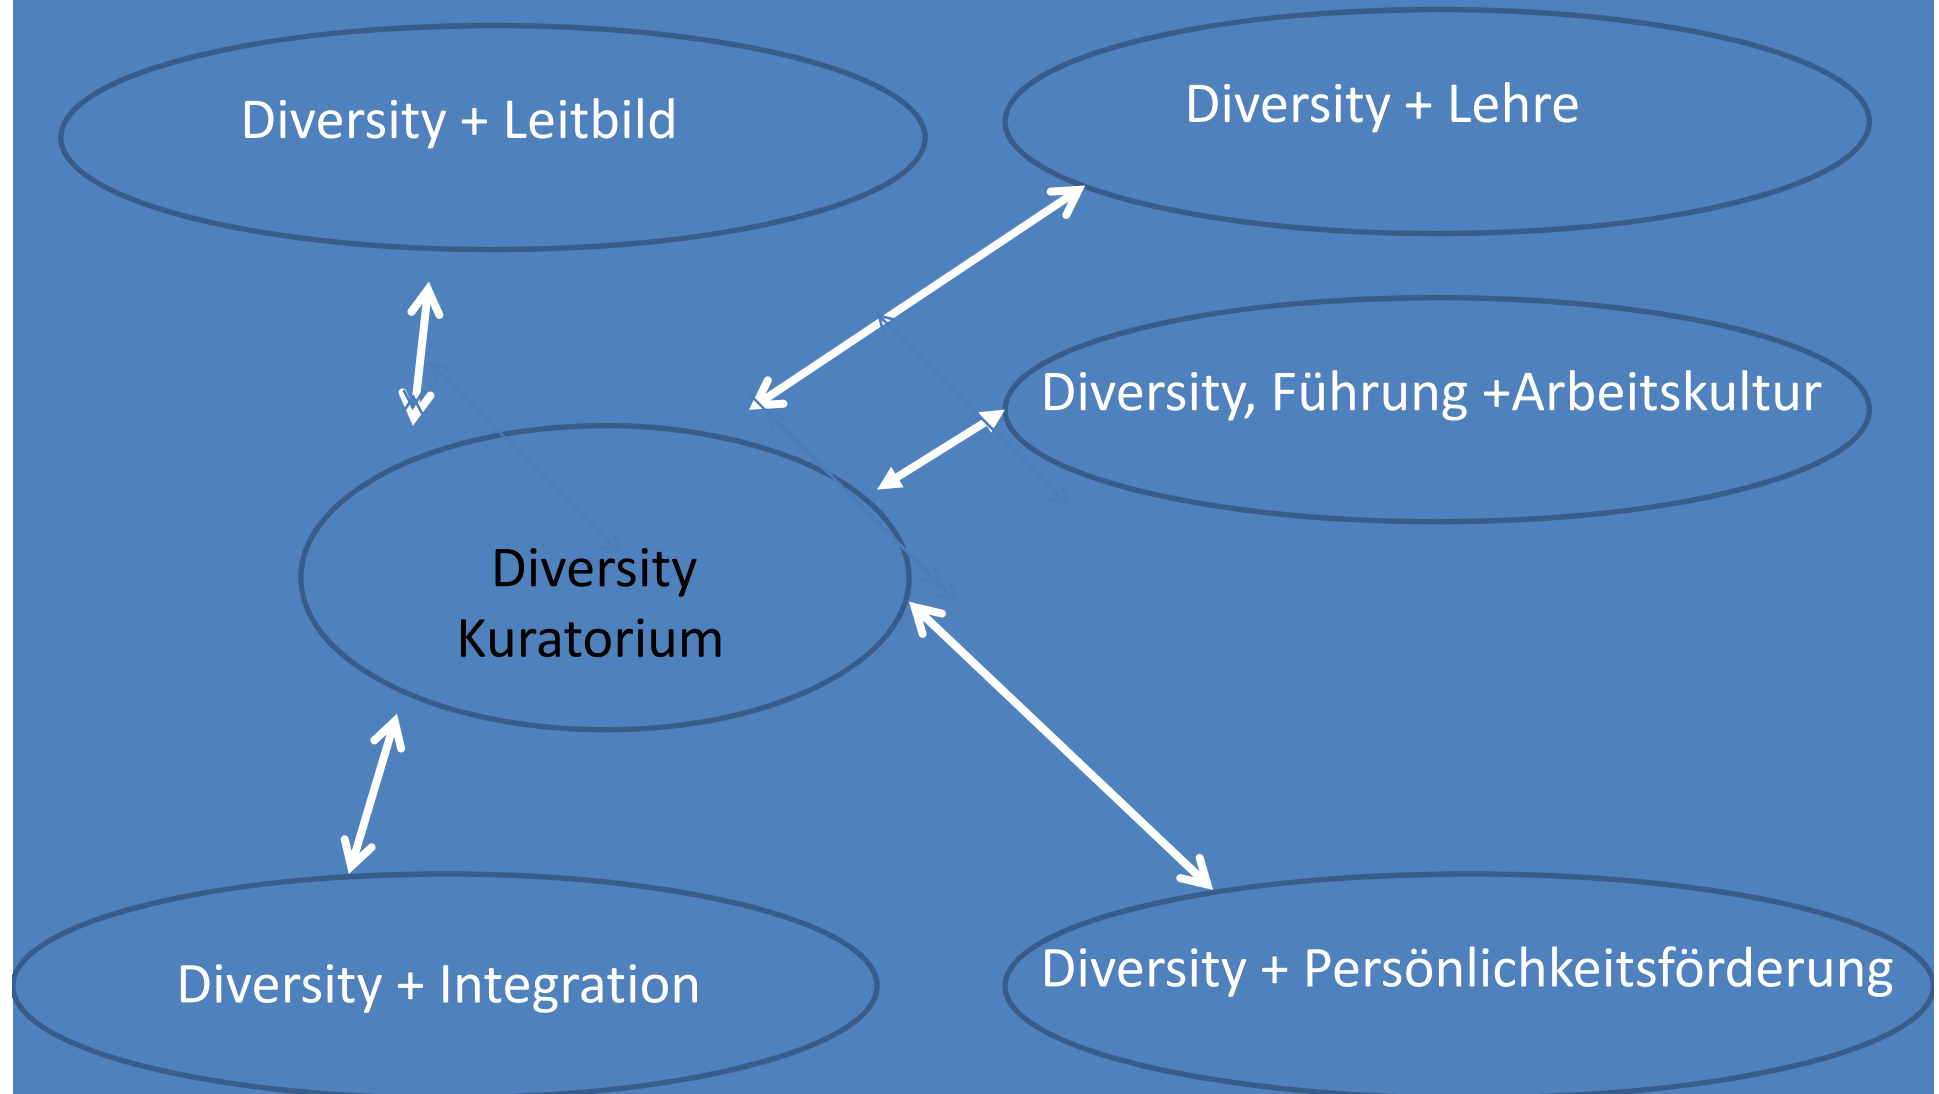 Diversity + Leitbild
Diversity + Lehre
Diversity, Führung +Arbeitskultur
Diversity
Kuratorium
Diversity + Integration
Diversity + Persönlichkeitsförderung